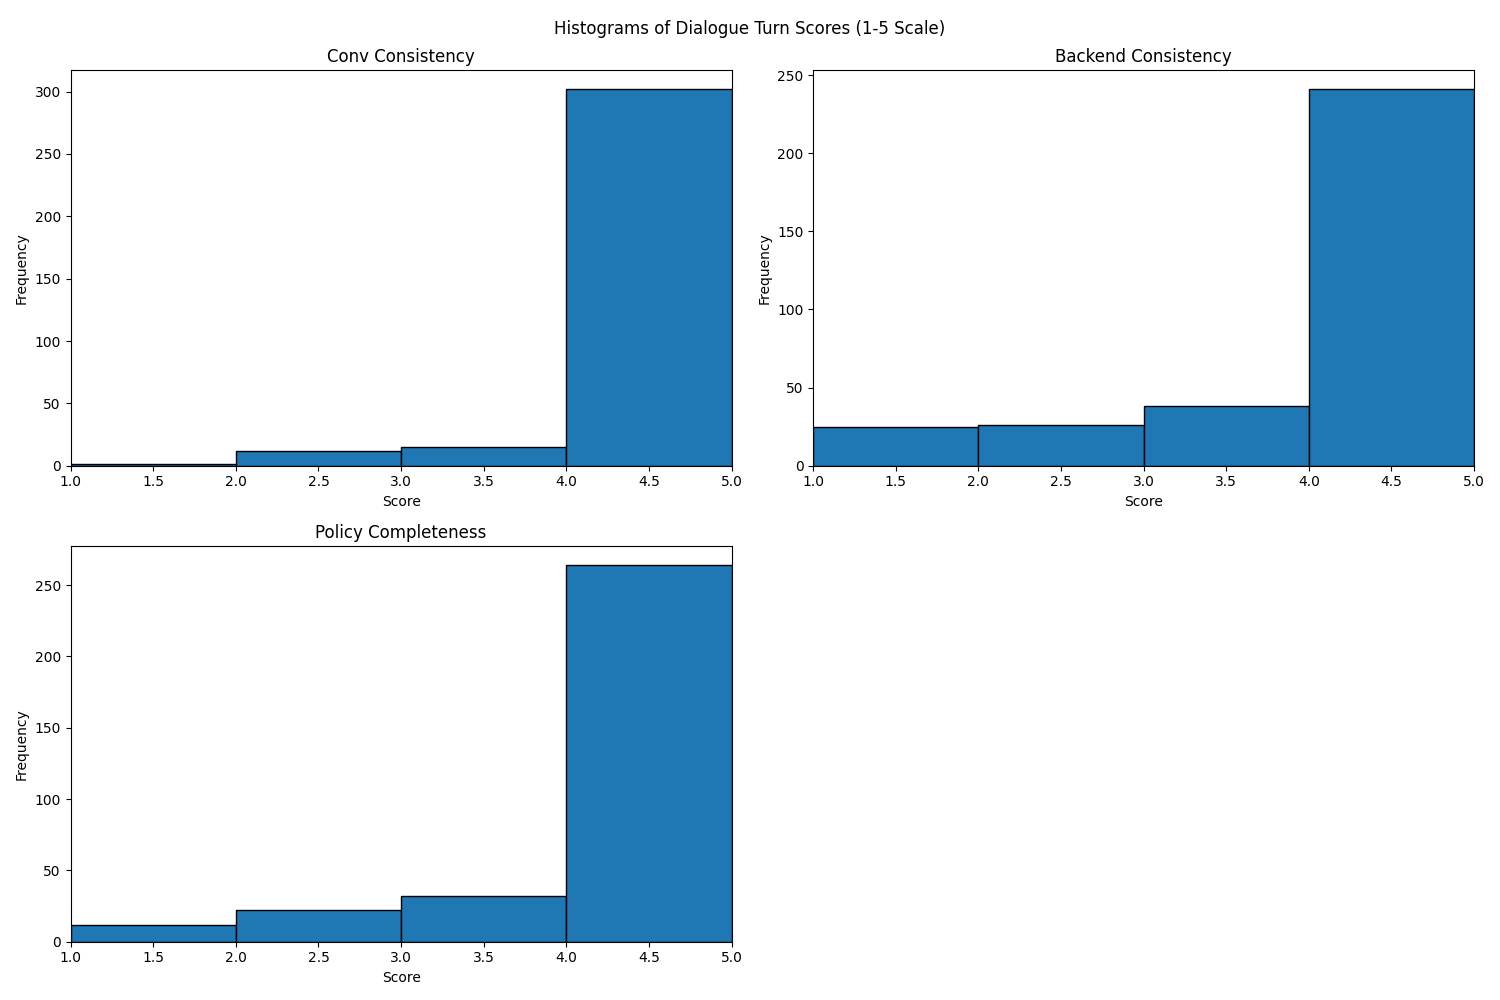 Histograms of Dialogue Turn Scores (1-5 Scale)
Conv Consistency
300
250
200
150
100
50
0
Frequency
1.0 1.5 2.0 2.5 3.0 3.5 4.0 4.5 5.0
Score
Backend Consistency
250
200
150
100
50
0
Frequency
1.0 1.5 2.0 2.5 3.0 3.5 4.0 4.5 5.0
Score
Policy Completeness
250
200
150
100
50
0
Frequency
1.0 1.5 2.0 2.5 3.0 3.5 4.0 4.5 5.0
Score